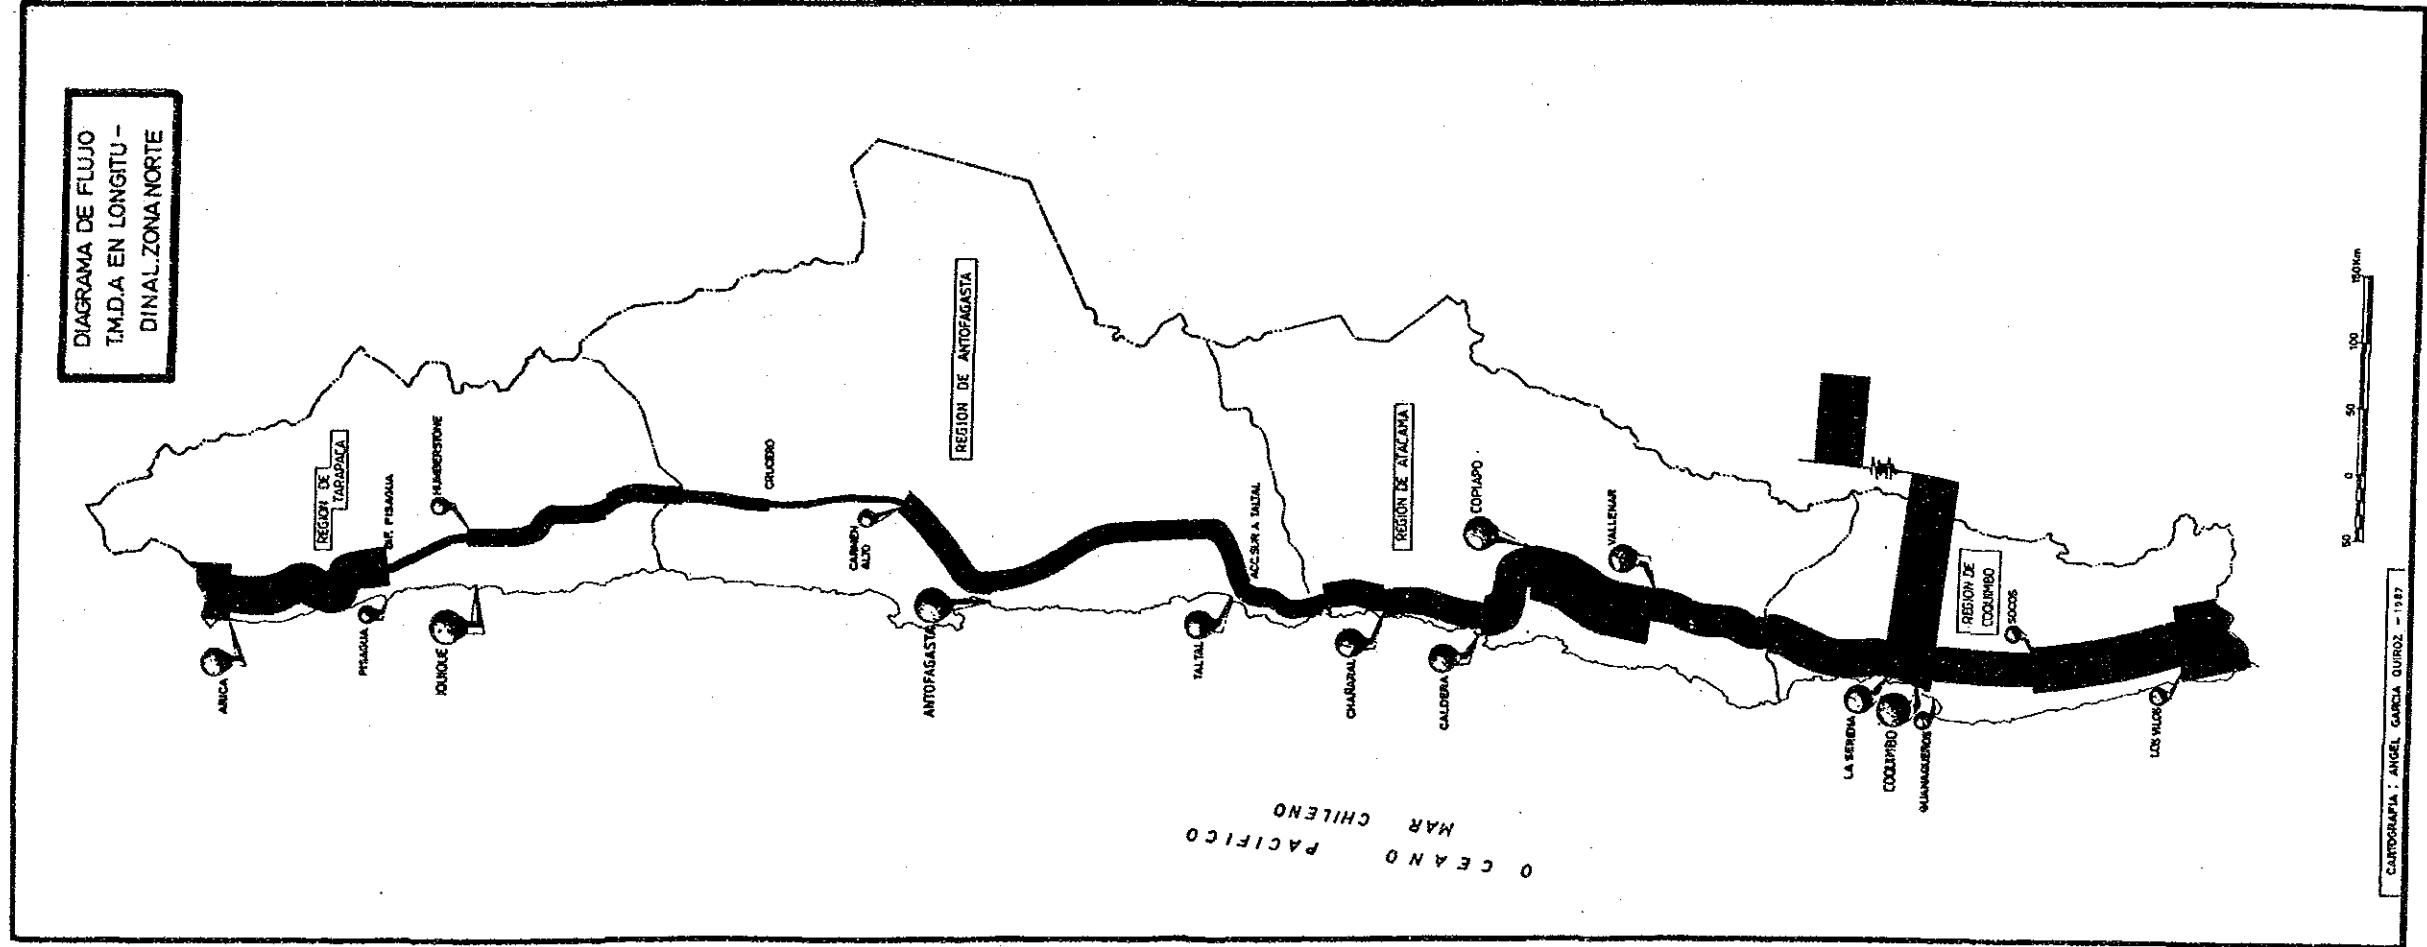 DIAGRAMA DE FLUJO
T.M.D.A EN LONGITU-
DINAL.ZONA NORTE
REGION DE
TARAPACA
DIF. PISAGUA
HUMBERSTONE
ARICA
PISAGUA
IQUIQUE
CRUCERO
REGION DE ANTOFAGASTA
CARMEN
ALTO
ANTOFAGASTA
TALTAL
ACC. SUR A TALTAL
REGION DE ATACAMA
CHAÑARAL
CALDERA
COPIAPO
VALLENAR
LA SERENA
COQUIMBO
GUANAQUEROS
REGION DE
COQUIMBO
SOCOS
LOS VILOS
OCEANO PACIFICO
MAR CHILENO
50 0 50 100 150Km
CARTOGRAFIA : ANGEL GARCIA QUIROZ - 1987